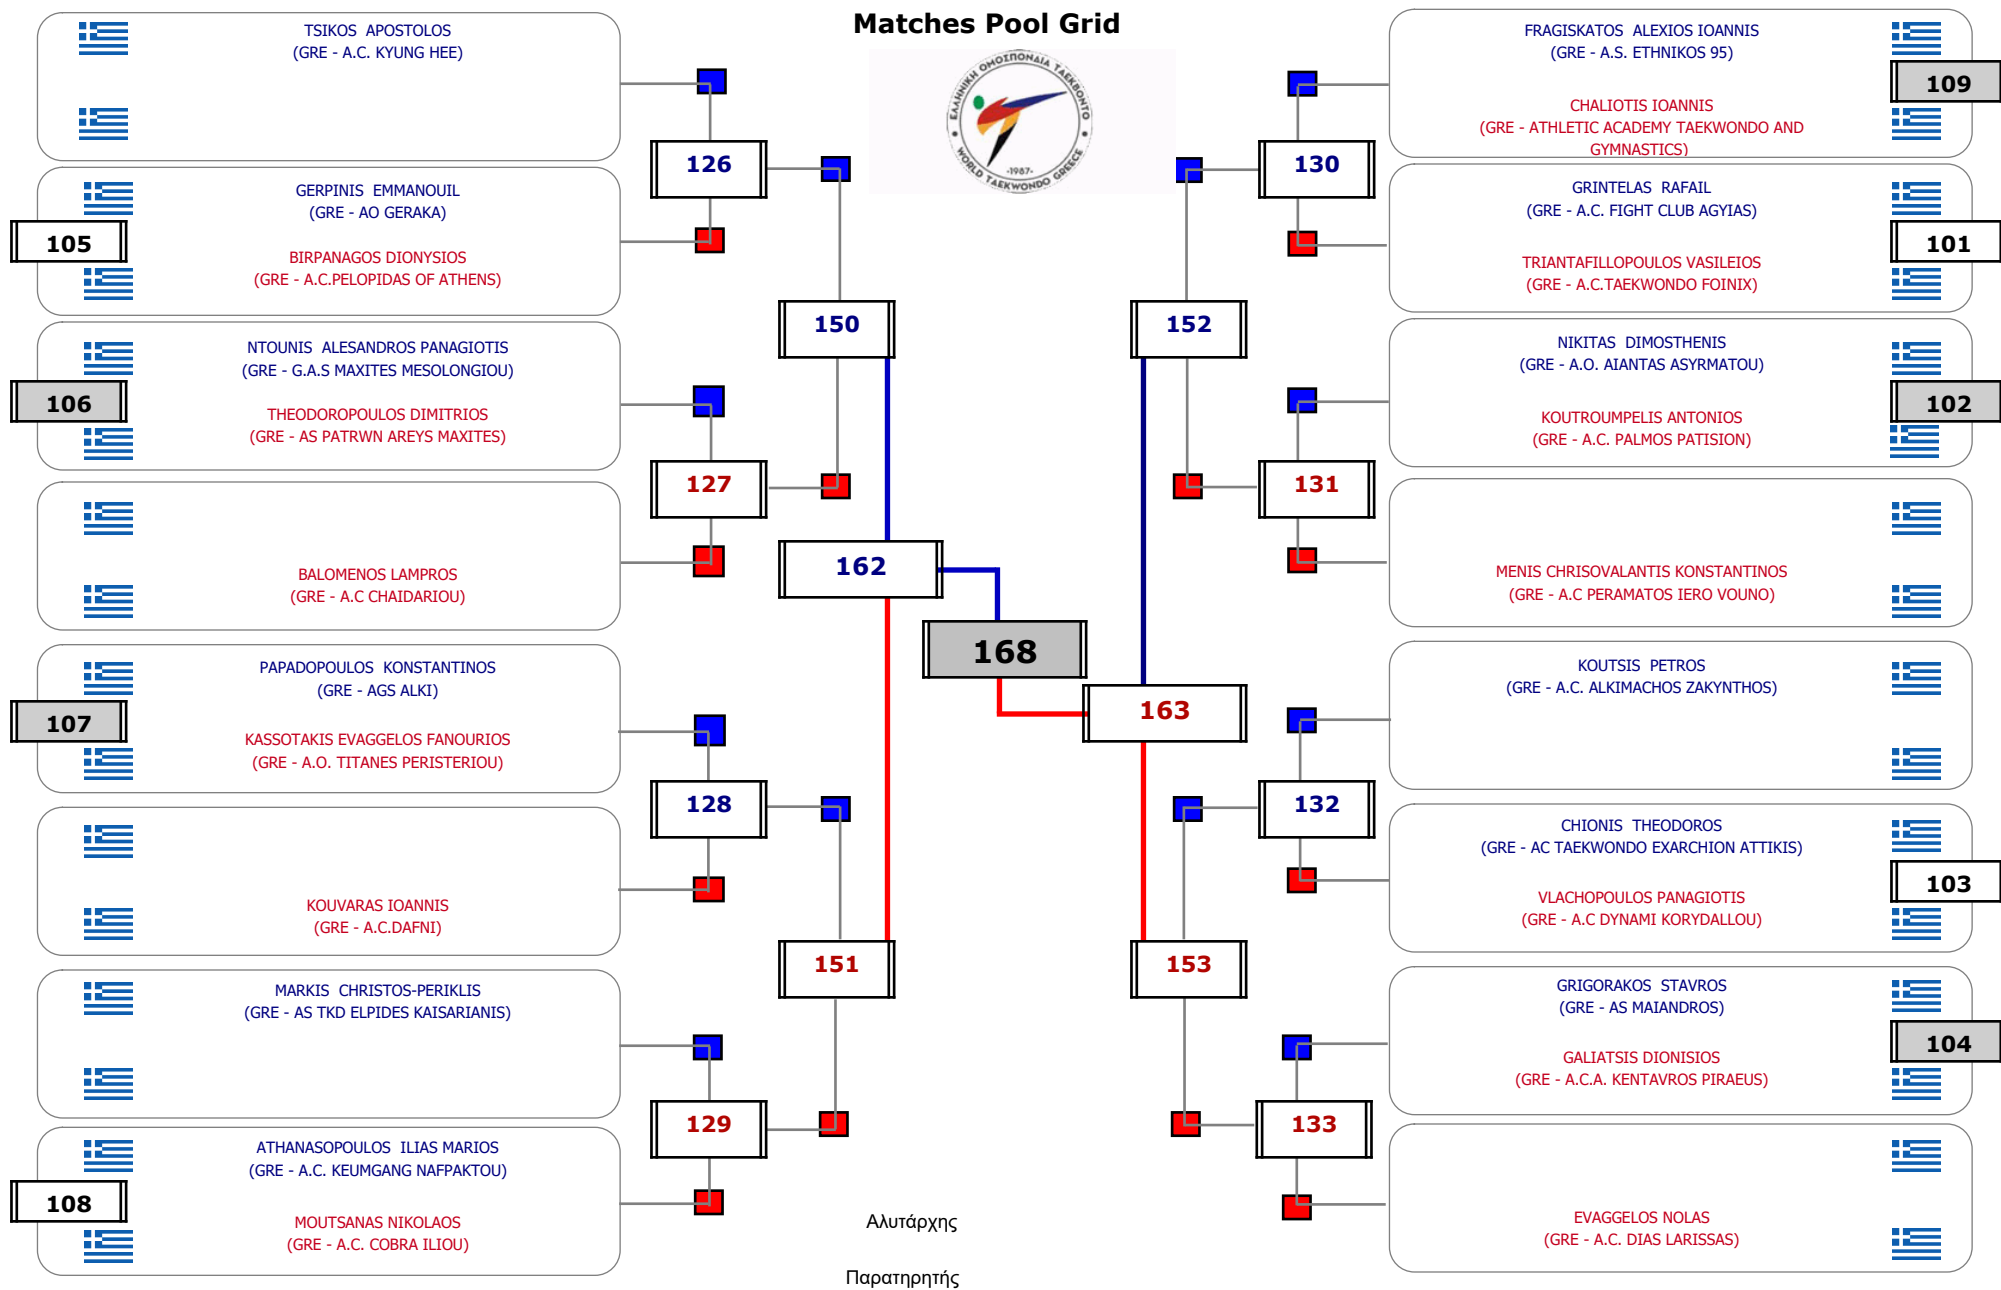 Matches Pool Grid
ΕΛΛΗΝΙΚΗ ΟΜΟΣΠΟΝΔΙΑ ΤΑΕΚΒΟΝΤΟ
-1987-
WORLD TAEKWONDO GREECE
TSIKOS APOSTOLOS
(GRE - A.C. KYUNG HEE)
GERPINIS EMMANOUIL
(GRE - AO GERAKA)
105
BIRPANAGOS DIONYSIOS
(GRE - A.C.PELOPIDAS OF ATHENS)
NTOUNIS ALESANDROS PANAGIOTIS
(GRE - G.A.S MAXITES MESOLONGIOU)
106
THEODOROPOULOS DIMITRIOS
(GRE - AS PATRWN AREYS MAXITES)
BALOMENOS LAMPROS
(GRE - A.C CHAIDARIOU)
PAPADOPOULOS KONSTANTINOS
(GRE - AGS ALKI)
107
KASSOTAKIS EVAGGELOS FANOURIOS
(GRE - A.O. TITANES PERISTERIOU)
KOUVARAS IOANNIS
(GRE - A.C.DAFNI)
MARKIS CHRISTOS-PERIKLIS
(GRE - AS TKD ELPIDES KAISARIANIS)
ATHANASOPOULOS ILIAS MARIOS
(GRE - A.C. KEUMGANG NAFPAKTOU)
108
MOUTSANAS NIKOLAOS
(GRE - A.C. COBRA ILIOU)
126
127
128
129
150
151
162
168
163
152
153
130
131
132
133
FRAGISKATOS ALEXIOS IOANNIS
(GRE - A.S. ETHNIKOS 95)
109
CHALIOTIS IOANNIS
(GRE - ATHLETIC ACADEMY TAEKWONDO AND
GYMNASTICS)
GRINTELAS RAFAIL
(GRE - A.C. FIGHT CLUB AGYIAS)
101
TRIANTAFILLOPOULOS VASILEIOS
(GRE - A.C.TAEKWONDO FOINIX)
NIKITAS DIMOSTHENIS
(GRE - A.O. AIANTAS ASYRMATOU)
102
KOUTROUMPELIS ANTONIOS
(GRE - A.C. PALMOS PATISION)
MENIS CHRISOVALANTIS KONSTANTINOS
(GRE - A.C PERAMATOS IERO VOUNO)
KOUTSIS PETROS
(GRE - A.C. ALKIMACHOS ZAKYNTHOS)
CHIONIS THEODOROS
(GRE - AC TAEKWONDO EXARCHION ATTIKIS)
103
VLACHOPOULOS PANAGIOTIS
(GRE - A.C DYNAMI KORYDALLOU)
GRIGORAKOS STAVROS
(GRE - AS MAIANDROS)
104
GALIATSIS DIONISIOS
(GRE - A.C.A. KENTAVROS PIRAEUS)
EVAGGELOS NOLAS
(GRE - A.C. DIAS LARISSAS)
Αλυτάρχης
Παρατηρητής